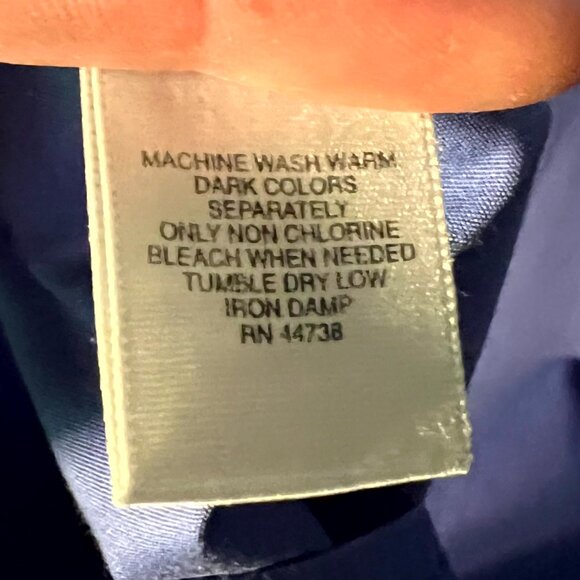 MACHINE WASH WARM
DARK COLORS
SEPARATELY
ONLY NON CHLORINE
BLEACH WHEN NEEDED
TUMBLE DRY LOW
IRON DAMP
RN 44738